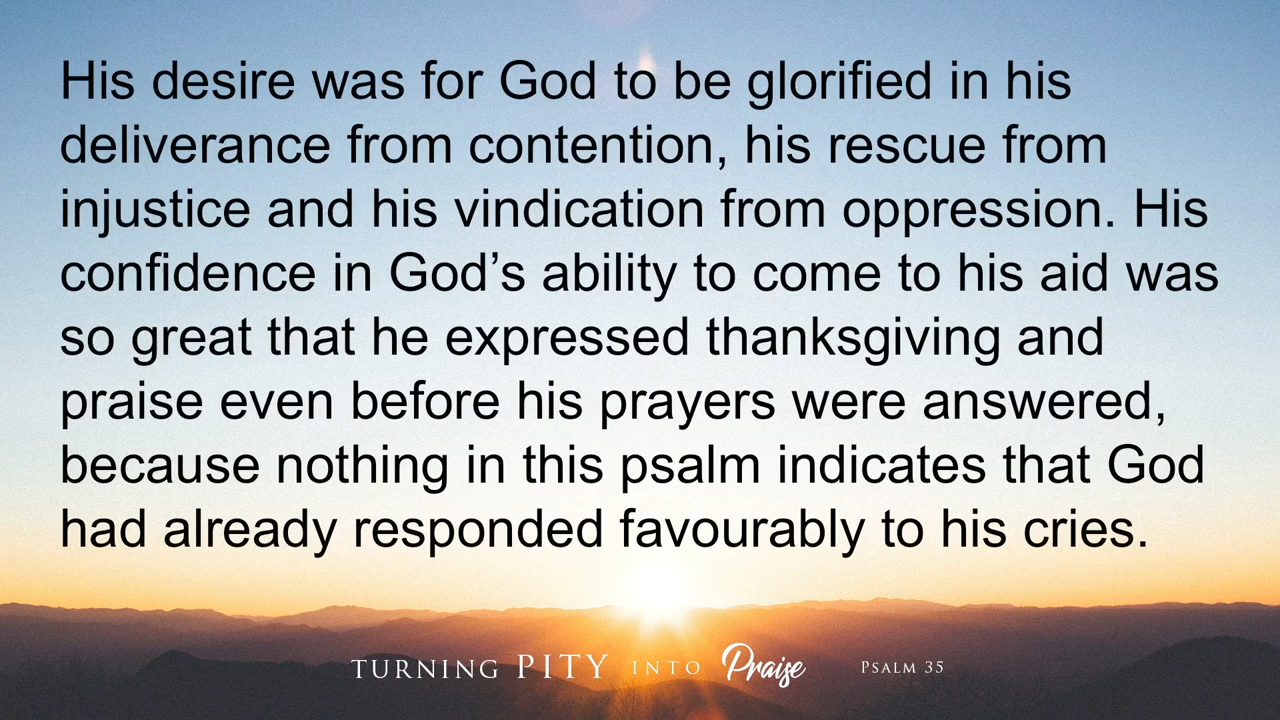 His desire was for God to be glorified in his
deliverance from contention, his rescue from
injustice and his vindication from oppression. His
confidence in God’s ability to come to his aid was
so great that he expressed thanksgiving and
praise even before his prayers were answered,
because nothing in this psalm indicates that God
had already responded favourably to his cries.
TURNING PITY INTO Praise PSALM 35